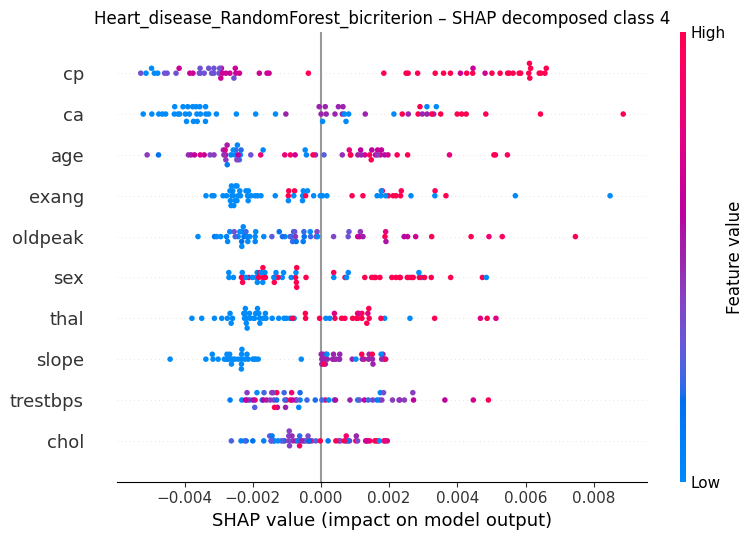 Heart_disease_RandomForest_bicriterion – SHAP decomposed class 4
High
cp
ca
age
exang
oldpeak
sex
thal
slope
trestbps
chol
Feature value
Low
−0.004 −0.002 0.000 0.002 0.004 0.006 0.008
SHAP value (impact on model output)